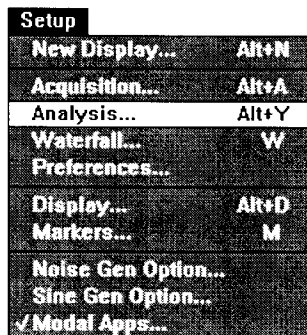 Setup
New Display... Alt+N
Acquisition... Alt+A
Analysis... Alt+Y
Waterfall... W
Preferences...
Display... Alt+D
Markers... M
Noise Gen Option...
Sine Gen Option...
√Modal Apps...